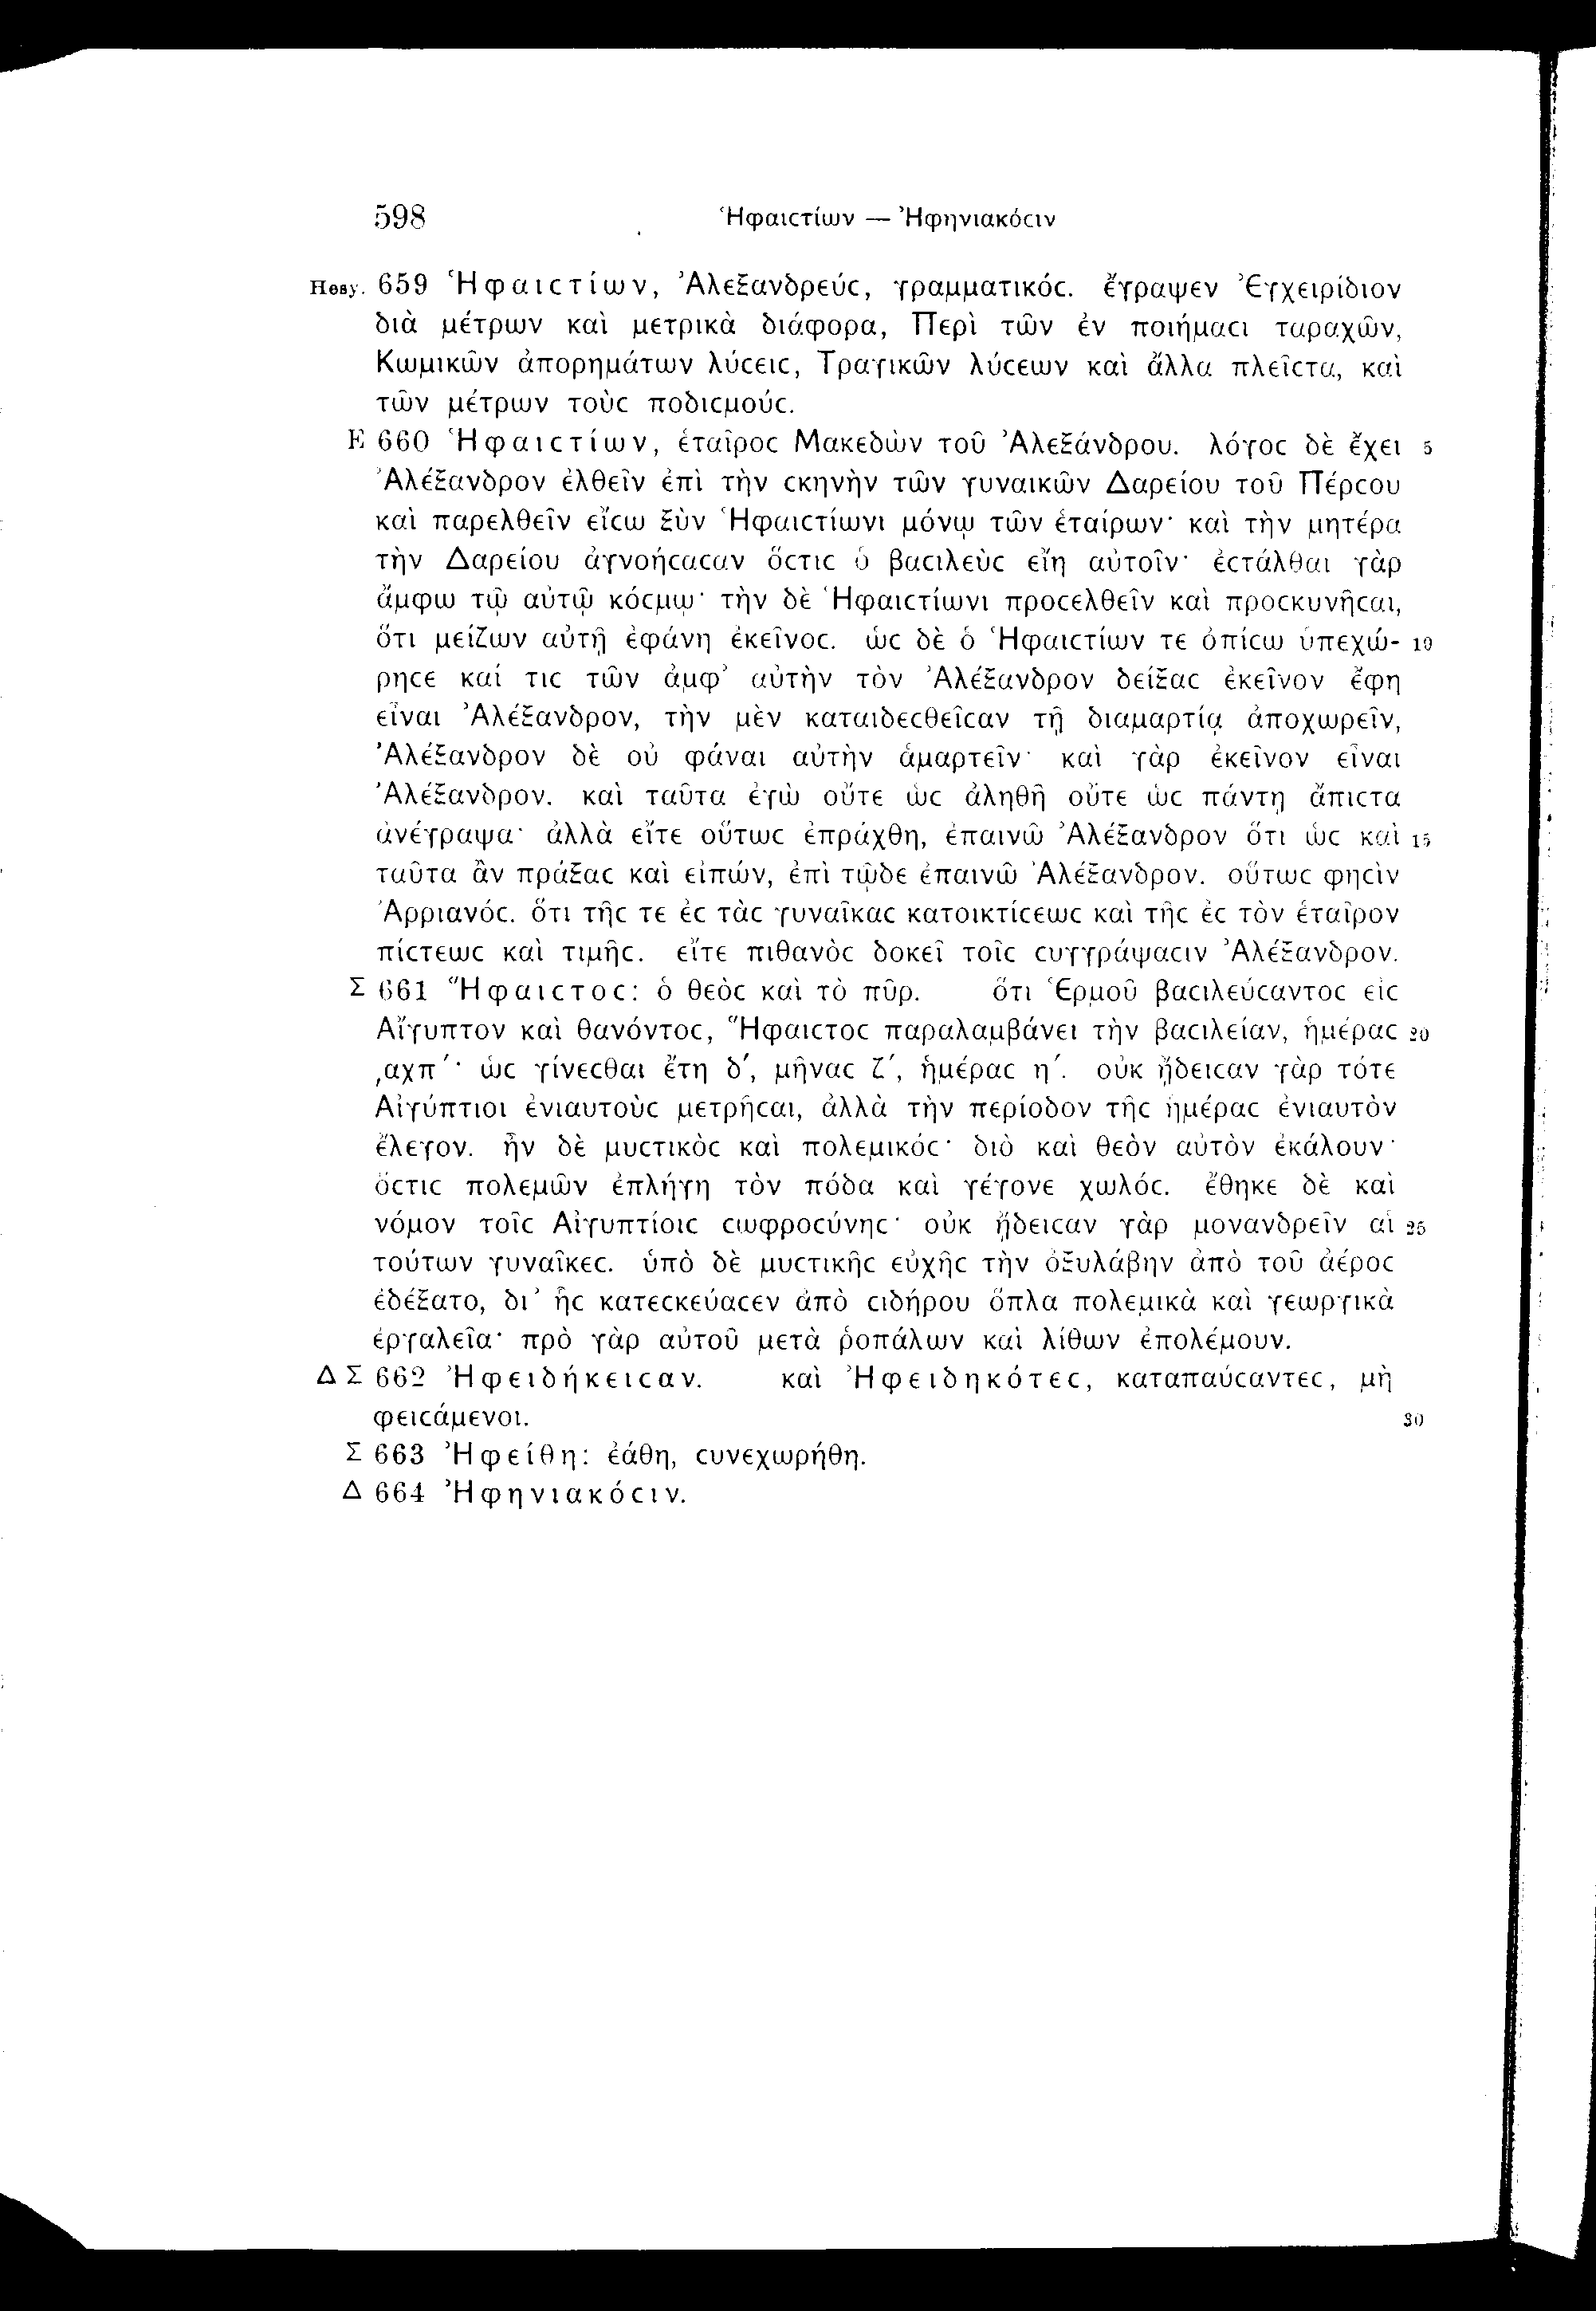 598 Ἡφαιϲτίων — Ἠφηνιακόϲιν
Hesy. 659 Ἡφαιϲτίων, Ἀλεξανδρεύϲ, γραμματικόϲ. ἔγραψεν Ἐγχειρίδιον
διὰ μέτρων καὶ μετρικὰ διάφορα, Περὶ τῶν ἐν ποιήμαϲι ταραχῶν,
Κωμικῶν ἀπορημάτων λύϲειϲ, Τραγικῶν λύϲεων καὶ ἄλλα πλεῖϲτα, καὶ
τῶν μέτρων τοὺϲ ποδιϲμούϲ.
E 660 Ἡφαιϲτίων, ἑταῖροϲ Μακεδὼν τοῦ Ἀλεξάνδρου. λόγοϲ δὲ ἔχει 5
Ἀλέξανδρον ἐλθεῖν ἐπὶ τὴν ϲκηνὴν τῶν γυναικῶν Δαρείου τοῦ Πέρϲου
καὶ παρελθεῖν εἴϲω ξὺν Ἡφαιϲτίωνι μόνῳ τῶν ἑταίρων· καὶ τὴν μητέρα
τὴν Δαρείου ἀγνοήϲαϲαν ὅϲτιϲ ὁ βαϲιλεὺϲ εἴη αὐτοῖν· ἐϲτάλθαι γὰρ
ἄμφω τῷ αὐτῷ κόϲμῳ· τὴν δὲ Ἡφαιϲτίωνι προϲελθεῖν καὶ προϲκυνῆϲαι,
ὅτι μείζων αὐτῇ ἐφάνη ἐκεῖνοϲ. ὡϲ δὲ ὁ Ἡφαιϲτίων τε ὀπίϲω ὑπεχώ- 10
ρηϲε καί τιϲ τῶν ἀμφ’ αὐτὴν τὸν Ἀλέξανδρον δείξαϲ ἐκεῖνον ἔφη
εἶναι Ἀλέξανδρον, τὴν μὲν καταιδεϲθεῖϲαν τῇ διαμαρτίᾳ ἀποχωρεῖν,
Ἀλέξανδρον δὲ οὐ φάναι αὐτὴν ἁμαρτεῖν· καὶ γὰρ ἐκεῖνον εἶναι
Ἀλέξανδρον. καὶ ταῦτα ἐγὼ οὔτε ὡϲ ἀληθῆ οὔτε ὡϲ πάντῃ ἄπιϲτα
ἀνέγραψα· ἀλλὰ εἴτε οὕτωϲ ἐπράχθη, ἐπαινῶ Ἀλέξανδρον ὅτι ὡϲ καὶ 15
ταῦτα ἂν πράξαϲ καὶ εἰπών, ἐπὶ τῷδε ἐπαινῶ Ἀλέξανδρον. οὕτωϲ φηϲὶν
Ἀρριανόϲ. ὅτι τῆϲ τε ἐϲ τὰϲ γυναῖκαϲ κατοικτίϲεωϲ καὶ τῆϲ ἐϲ τὸν ἑταῖρον
πίϲτεωϲ καὶ τιμῆϲ. εἴτε πιθανὸϲ δοκεῖ τοῖϲ ϲυγγράψαϲιν Ἀλέξανδρον.
Σ 661 Ἥφαιϲτοϲ: ὁ θεὸϲ καὶ τὸ πῦρ. ὅτι Ἑρμοῦ βαϲιλεύϲαντοϲ εἰϲ
Αἴγυπτον καὶ θανόντοϲ, Ἥφαιϲτοϲ παραλαμβάνει τὴν βαϲιλείαν, ἡμέραϲ 20
͵αχπʹ· ὡϲ γίνεϲθαι ἔτη δʹ, μῆναϲ ζʹ, ἡμέραϲ ηʹ. οὐκ ᾔδειϲαν γὰρ τότε
Αἰγύπτιοι ἐνιαυτοὺϲ μετρῆϲαι, ἀλλὰ τὴν περίοδον τῆϲ ἡμέραϲ ἐνιαυτὸν
ἔλεγον. ἦν δὲ μυϲτικὸϲ καὶ πολεμικόϲ· διὸ καὶ θεὸν αὐτὸν ἐκάλουν·
ὅϲτιϲ πολεμῶν ἐπλήγη τὸν πόδα καὶ γέγονε χωλόϲ. ἔθηκε δὲ καὶ
νόμον τοῖϲ Αἰγυπτίοιϲ ϲωφροϲύνηϲ· οὐκ ᾔδειϲαν γὰρ μονανδρεῖν αἱ 25
τούτων γυναῖκεϲ. ὑπὸ δὲ μυϲτικῆϲ εὐχῆϲ τὴν ὀξυλάβην ἀπὸ τοῦ ἀέροϲ
ἐδέξατο, δι’ ἧϲ κατεϲκεύαϲεν ἀπὸ ϲιδήρου ὅπλα πολεμικὰ καὶ γεωργικὰ
ἐργαλεῖα· πρὸ γὰρ αὐτοῦ μετὰ ῥοπάλων καὶ λίθων ἐπολέμουν.
Δ Σ 662 Ἠφειδήκειϲαν. καὶ Ἠφειδηκότεϲ, καταπαύϲαντεϲ, μὴ
φειϲάμενοι. 30
Σ 663 Ἠφείθη: ἐάθη, ϲυνεχωρήθη.
Δ 664 Ἠφηνιακόϲιν.